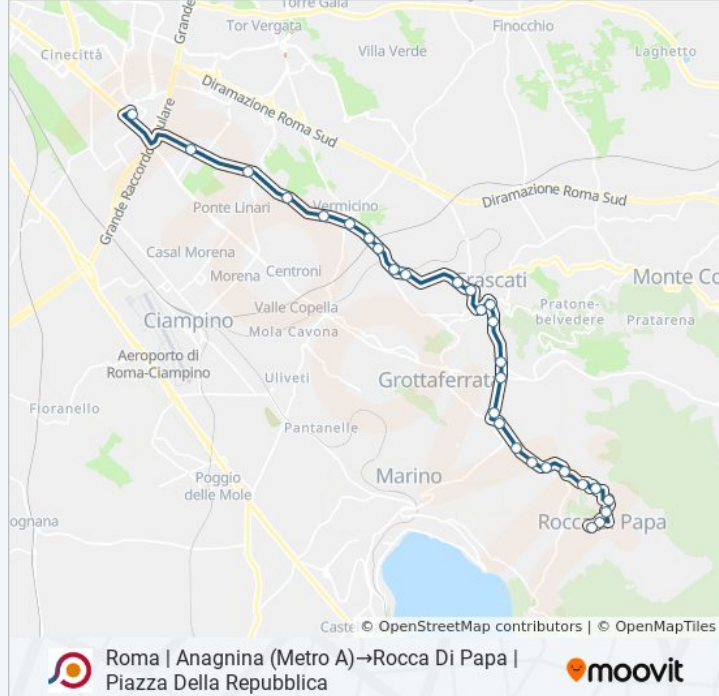 Torre Gaia
Grande
Tor Vergata
Finocchio
Cinecittà
Villa Verde
Laghetto
Diramazione Roma Sud
Grande Raccordo Anulare
Ponte Linari
Vermicino
Diramazione Roma Sud
Casal Morena
Morena
Centroni
Frascati
Monte Co
Valle Copella
Pratone-
belvedere
Pratarena
Ciampino
Mola Cavona
Aeroporto di
Roma-Ciampino
Uliveti
Grottaferrata
Fioranello
Pantanelle
Marino
Poggio
delle Mole
ognana
Rocca di Papa
Caste
© OpenStreetMap contributors | © OpenMapTiles
Roma | Anagnina (Metro A)→Rocca Di Papa |
Piazza Della Repubblica
moovit